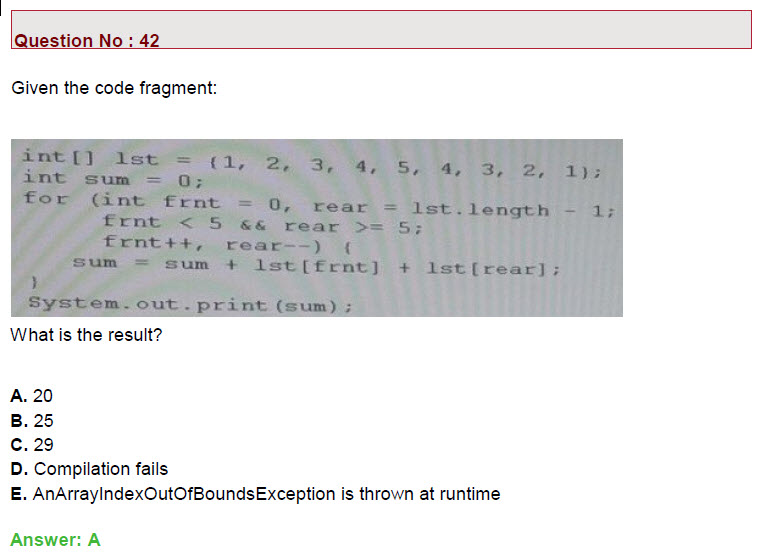 Question No : 42
Given the code fragment:
int[] lst = {1, 2, 3, 4, 5, 4, 3, 2, 1};
int sum = 0;
for (int frnt = 0, rear = lst.length - 1;
frnt < 5 && rear >= 5;
frnt++, rear--) {
sum = sum + lst[frnt] + lst[rear];
}
System.out.print(sum);
What is the result?
A. 20
B. 25
C. 29
D. Compilation fails
E. AnArrayIndexOutOfBoundsException is thrown at runtime
Answer: A